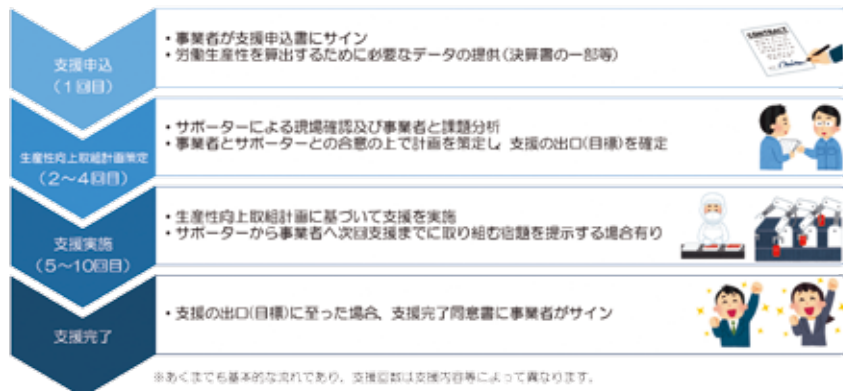 支援申込
(1回目)
・事業者が支援申込書にサイン
・労働生産性を算出するために必要なデータの提供(決算書の一部等)
CONTRACT
生産性向上取組計画策定
(2～4回目)
・サポーターによる現場確認及び事業者と課題分析
・事業者とサポーターとの合意の上で計画を策定し、支援の出口(目標)を確定
支援実施
(5～10回目)
・生産性向上取組計画に基づいて支援を実施
・サポーターから事業者へ次回支援までに取り組む宿題を提示する場合有り
支援完了
・支援の出口(目標)に至った場合、支援完了同意書に事業者がサイン
※あくまでも基本的な流れであり、支援回数は支援内容等によって異なります。